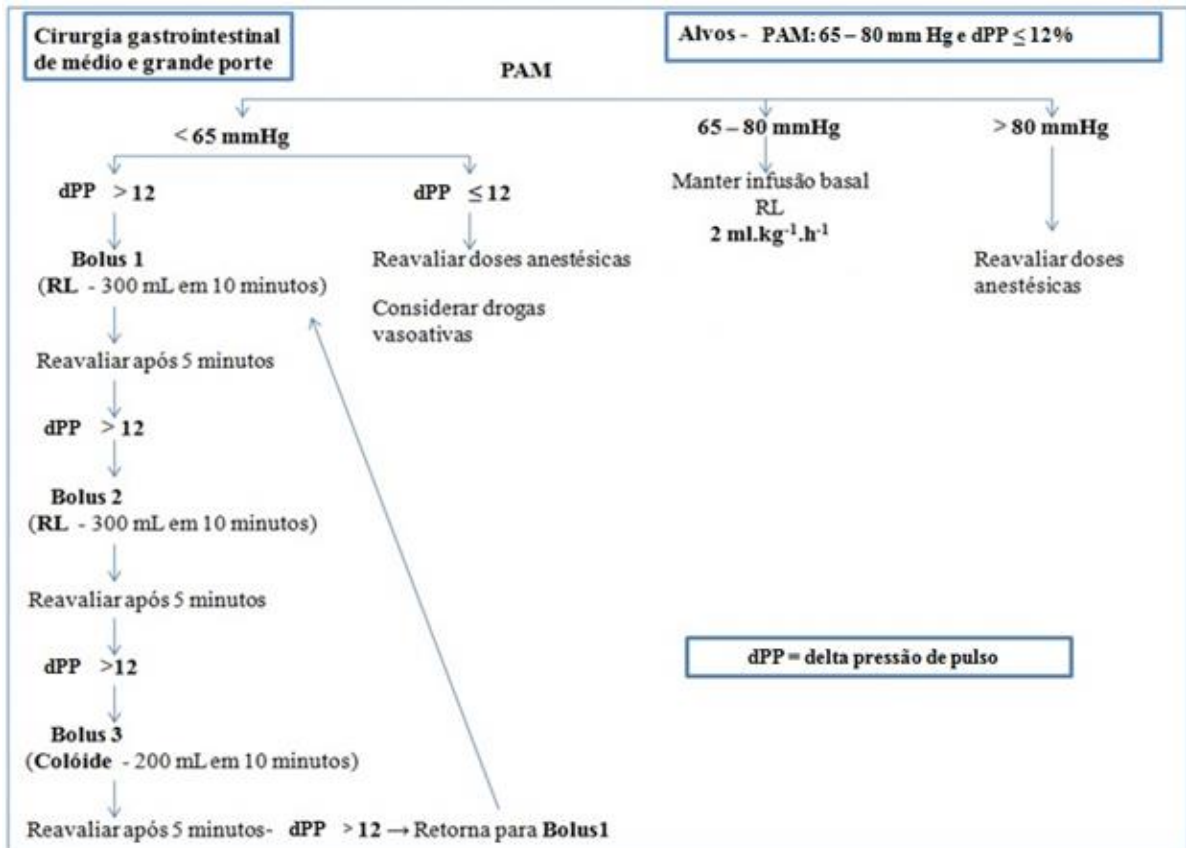 Cirurgia gastrointestinal
de médio e grande porte
Alvos - PAM: 65 – 80 mm Hg e dPP ≤ 12%
PAM
< 65 mmHg
65 – 80 mmHg
> 80 mmHg
dPP > 12
dPP ≤ 12
Manter infusão basal
RL
2 ml.kg⁻¹.h⁻¹
Bolus 1
(RL - 300 mL em 10 minutos)
Reavaliar doses anestésicas
Considerar drogas
vasoativas
Reavaliar doses
anestésicas
Reavaliar após 5 minutos
dPP > 12
Bolus 2
(RL - 300 mL em 10 minutos)
Reavaliar após 5 minutos
dPP >12
dPP = delta pressão de pulso
Bolus 3
(Colóide - 200 mL em 10 minutos)
Reavaliar após 5 minutos- dPP > 12 → Retorna para Bolus1